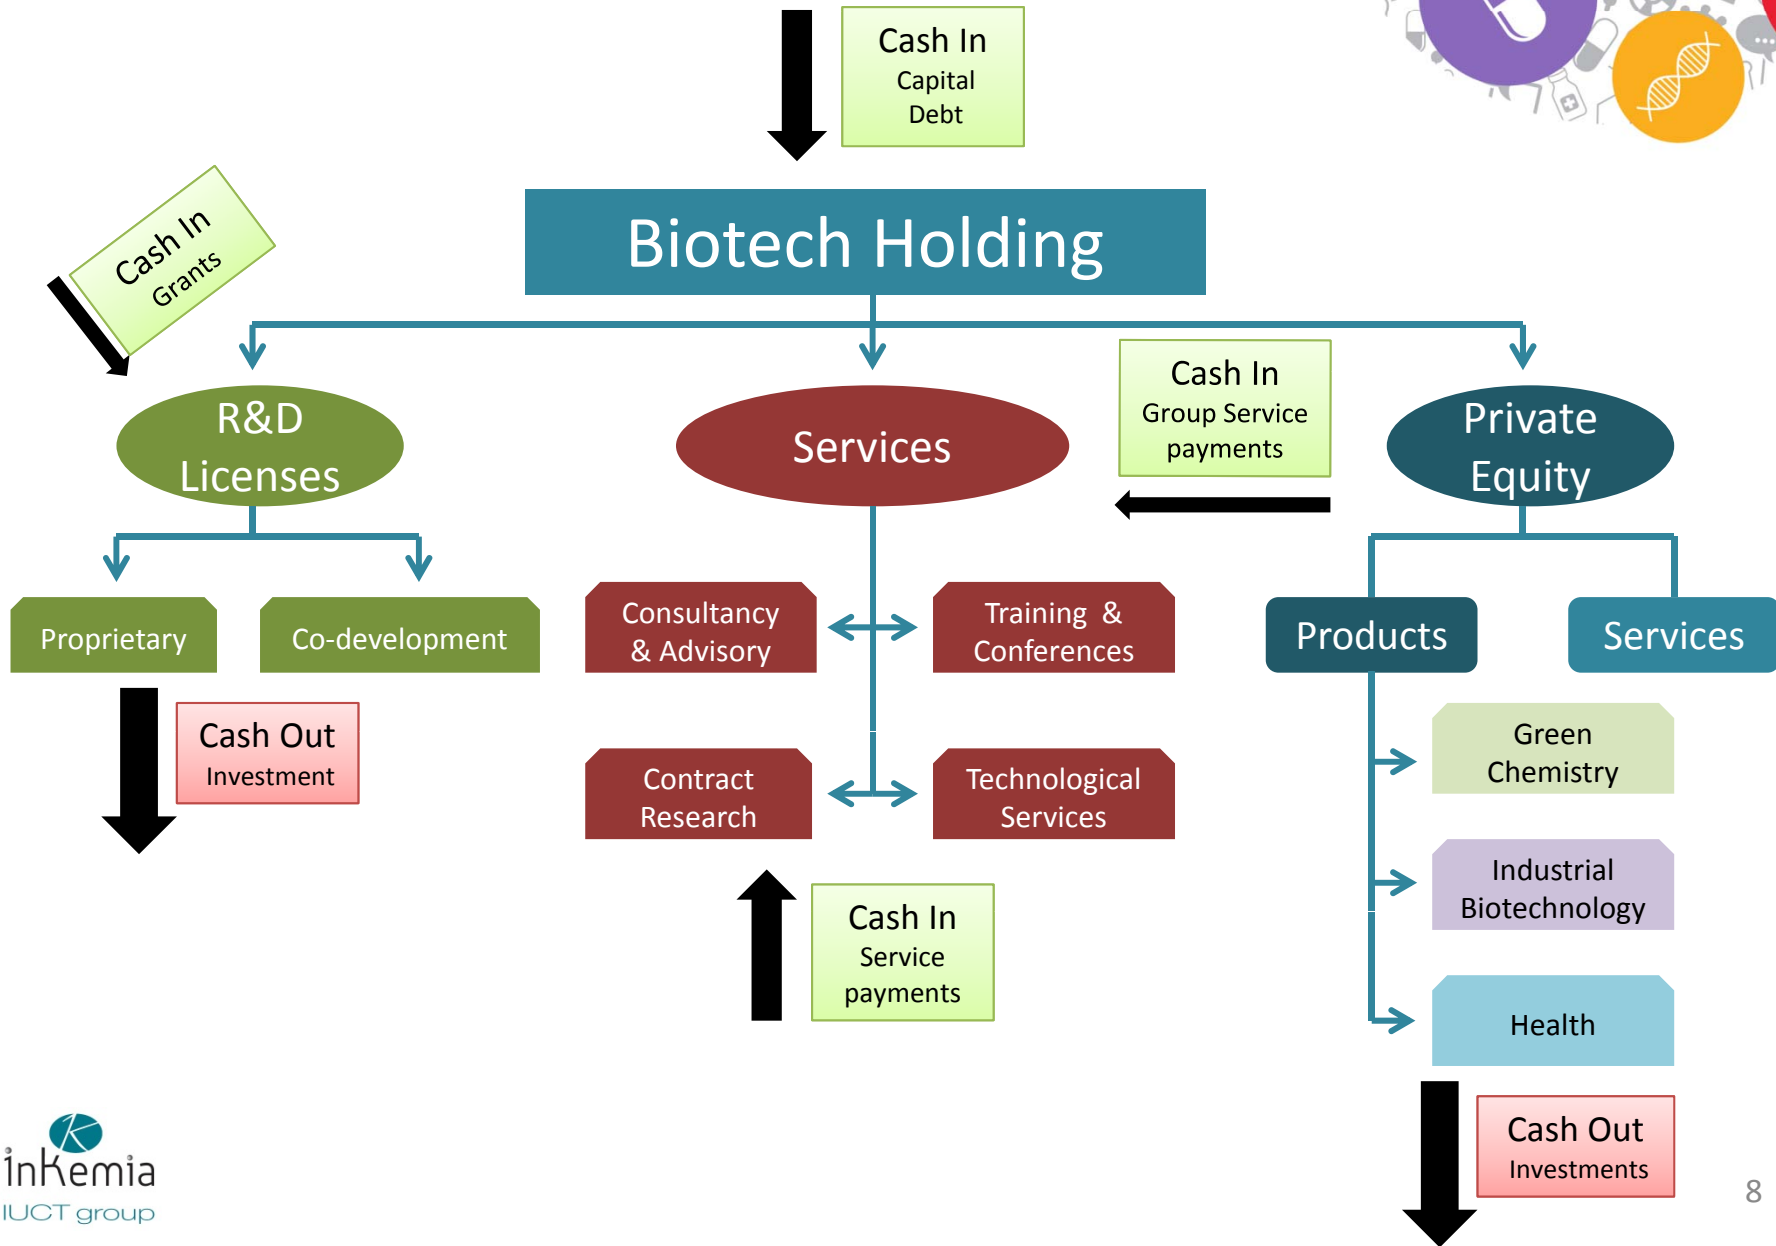 Cash In
Capital
Debt
Biotech Holding
Cash In
Grants
R&D
Licenses
Services
Cash In
Group Service
payments
Private
Equity
Proprietary
Co-development
Consultancy
& Advisory
Training &
Conferences
Products
Services
Cash Out
Investment
Contract
Research
Technological
Services
Green
Chemistry
Industrial
Biotechnology
Cash In
Service
payments
Health
Cash Out
Investments
inKemia
IUCT group
8